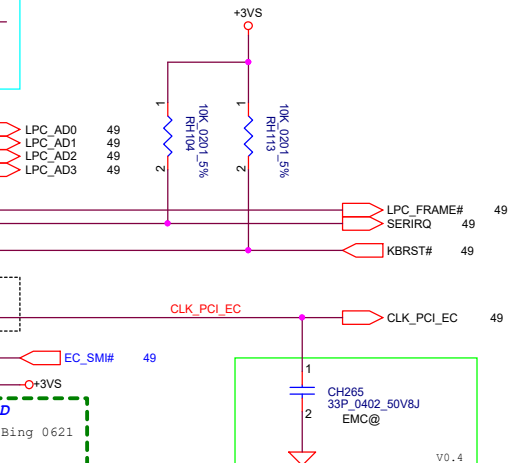 +3VS
1
1
10K_0201_5%
RH104
10K_0201_5%
RH113
2
2
LPC_AD0 49
LPC_AD1 49
LPC_AD2 49
LPC_AD3 49
LPC_FRAME# 49
SERIRQ 49
KBRST# 49
CLK_PCI_EC
CLK_PCI_EC 49
EC_SMI# 49
+3VS
1
CH265
33P_0402_50V8J
2
EMC@
D
Bing 0621
V0.4